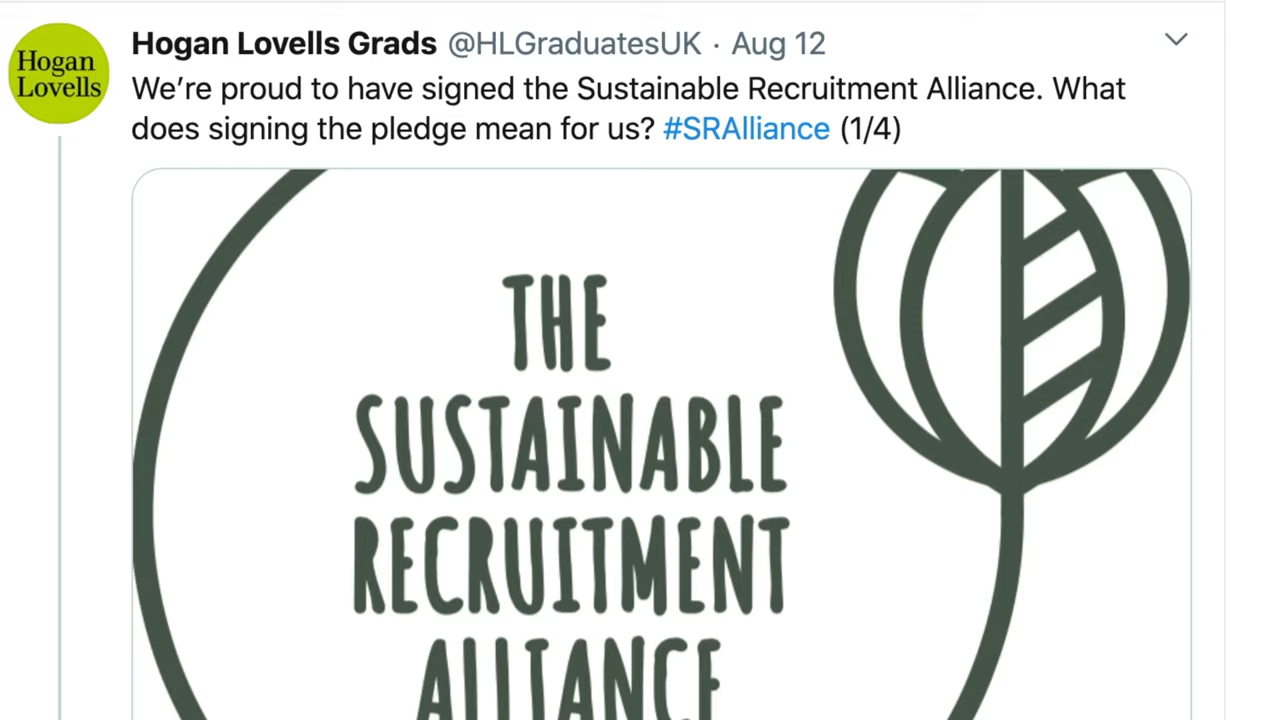 Hogan
Lovells
Hogan Lovells Grads @HLGraduatesUK · Aug 12
We’re proud to have signed the Sustainable Recruitment Alliance. What
does signing the pledge mean for us? #SRAlliance (1/4)
THE
SUSTAINABLE
RECRUITMENT
ALLIANCE